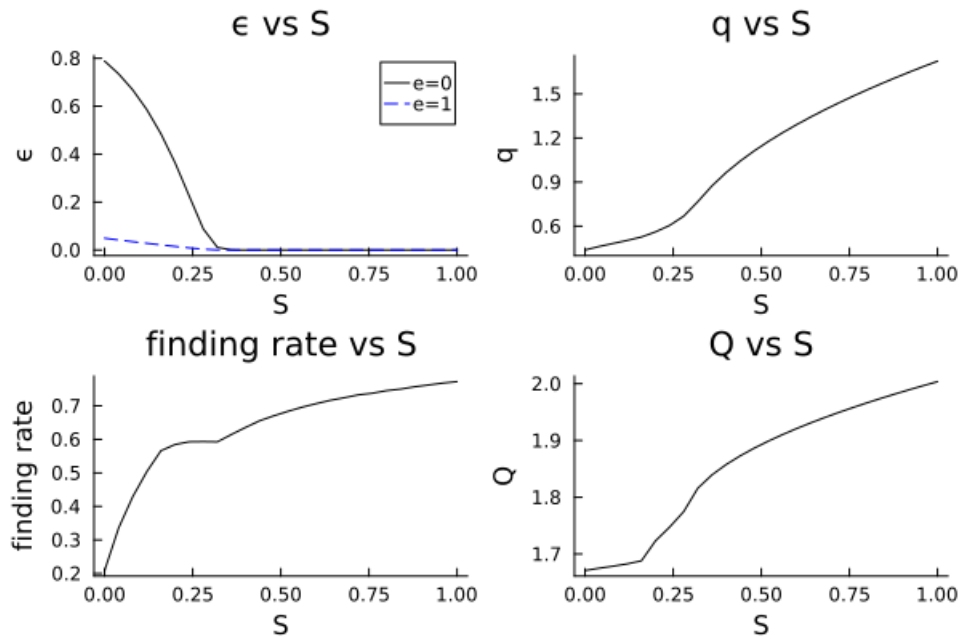 ϵ vs S
0.8
0.6
0.4
0.2
0.0
ϵ
e=0
e=1
0.00 0.25 0.50 0.75 1.00
S
q vs S
1.5
1.2
0.9
0.6
q
0.00 0.25 0.50 0.75 1.00
S
finding rate vs S
0.7
0.6
0.5
0.4
0.3
0.2
finding rate
0.00 0.25 0.50 0.75 1.00
S
Q vs S
2.0
1.9
1.8
1.7
Q
0.00 0.25 0.50 0.75 1.00
S